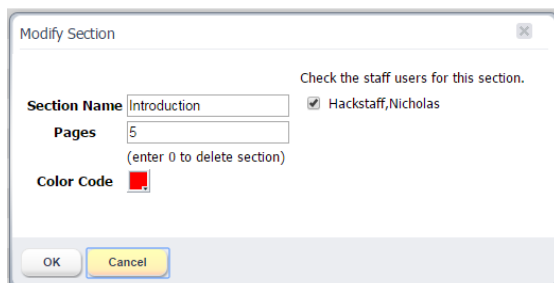 Modify Section
Check the staff users for this section.
Section Name Introduction
Hackstaff,Nicholas
Pages 5
(enter 0 to delete section)
Color Code
OK Cancel